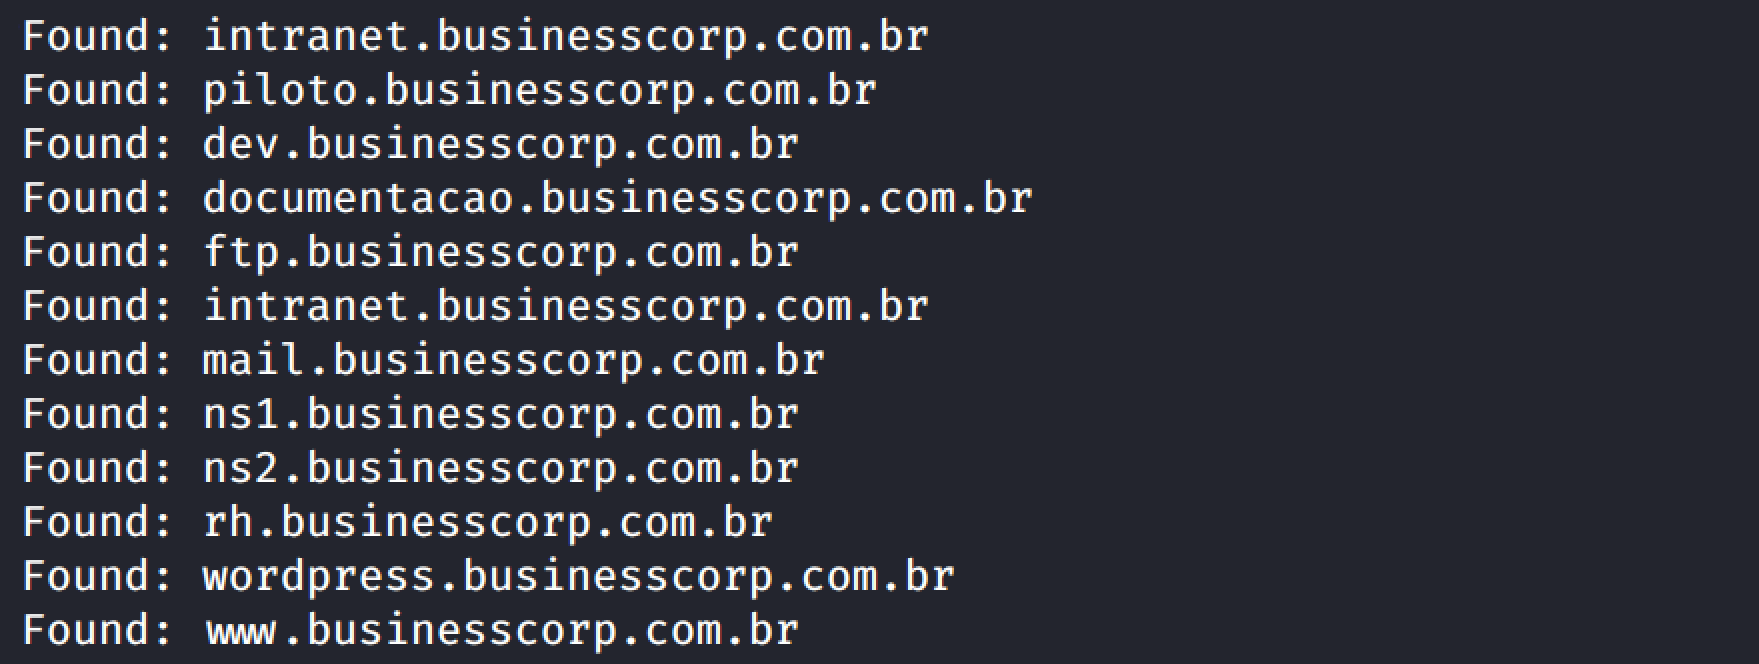 Found: intranet.businesscorp.com.br
Found: piloto.businesscorp.com.br
Found: dev.businesscorp.com.br
Found: documentacao.businesscorp.com.br
Found: ftp.businesscorp.com.br
Found: intranet.businesscorp.com.br
Found: mail.businesscorp.com.br
Found: ns1.businesscorp.com.br
Found: ns2.businesscorp.com.br
Found: rh.businesscorp.com.br
Found: wordpress.businesscorp.com.br
Found: www.businesscorp.com.br